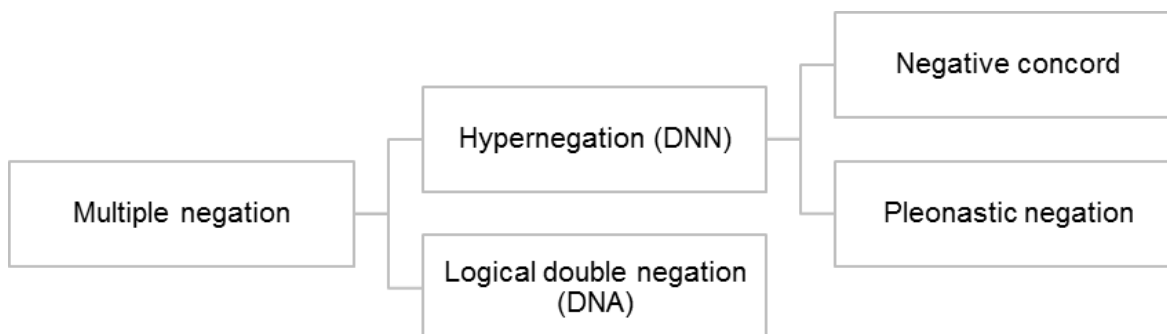 Multiple negation
Hypernegation (DNN)
Logical double negation
(DNA)
Negative concord
Pleonastic negation